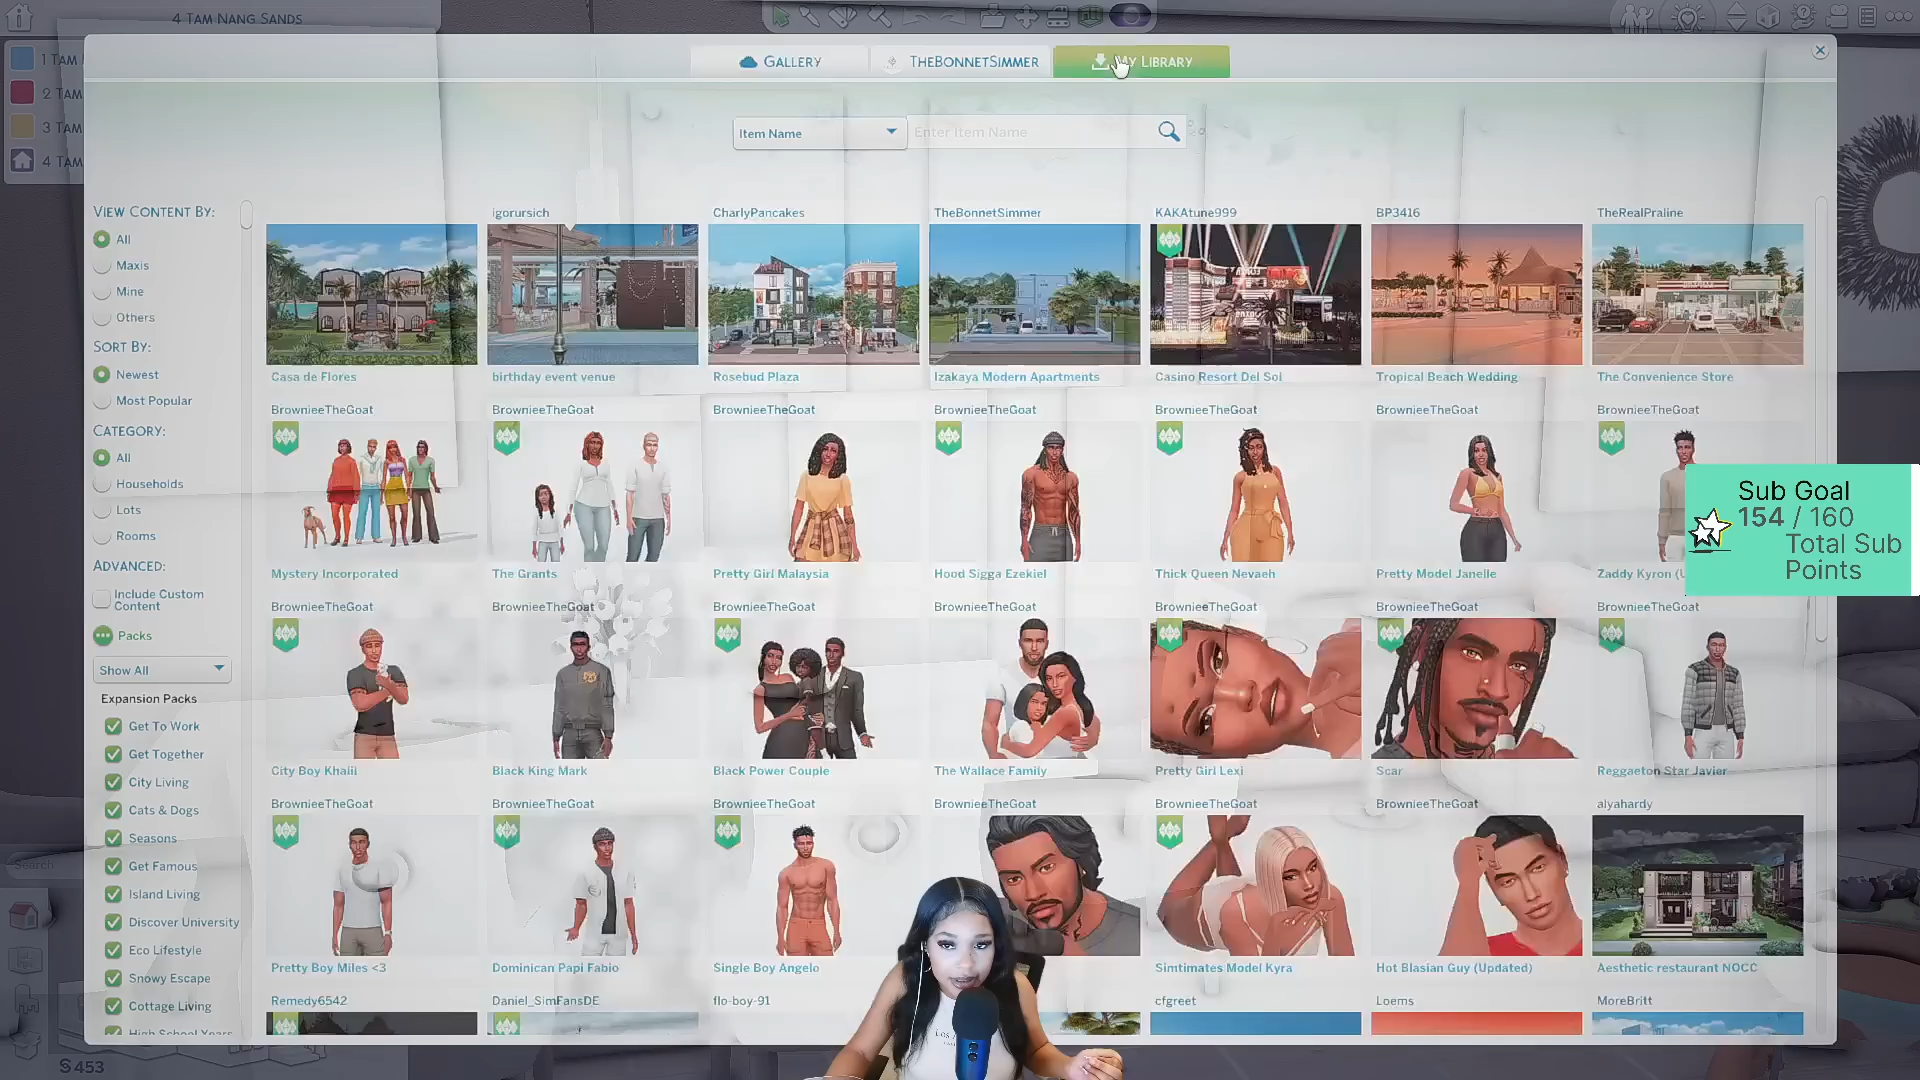 4 Tam Nang Sands
1 Tam
2 Tam
3 Tam
4 Tam
Gallery
TheBonnetSimmer
My Library
Item Name
Enter Item Name
View Content By:
All
Maxis
Mine
Others
Sort By:
Newest
Most Popular
Category:
All
Households
Lots
Rooms
Advanced:
Include Custom
Content
Packs
Show All
Expansion Packs
Get To Work
Get Together
City Living
Cats & Dogs
Seasons
Get Famous
Island Living
Discover University
Eco Lifestyle
Snowy Escape
Cottage Living
High School Years
igorursich
CharlyPancakes
TheBonnetSimmer
KAKAtune999
BP3416
TheRealPraline
Casa de Flores
birthday event venue
Rosebud Plaza
Izakaya Modern Apartments
Casino Resort Del Sol
Tropical Beach Wedding
The Convenience Store
BrownieeTheGoat
BrownieeTheGoat
BrownieeTheGoat
BrownieeTheGoat
BrownieeTheGoat
BrownieeTheGoat
BrownieeTheGoat
Mystery Incorporated
The Grants
Pretty Girl Malaysia
Hood Sigga Ezekiel
Thick Queen Nevaeh
Pretty Model Janelle
Zaddy Kyron (U
BrownieeTheGoat
BrownieeTheGoat
BrownieeTheGoat
BrownieeTheGoat
BrownieeTheGoat
BrownieeTheGoat
BrownieeTheGoat
City Boy Khalil
Black King Mark
Black Power Couple
The Wallace Family
Pretty Girl Lexi
Scar
Reggaeton Star Javier
BrownieeTheGoat
BrownieeTheGoat
BrownieeTheGoat
BrownieeTheGoat
BrownieeTheGoat
BrownieeTheGoat
alyahardy
Pretty Boy Miles <3
Dominican Papi Fabio
Single Boy Angelo
Simtimates Model Kyra
Hot Blasian Guy (Updated)
Aesthetic restaurant NOCC
Remedy6542
Daniel_SimFansDE
flo-boy-91
cfgreet
Loems
MoreBritt
Sub Goal
154 / 160
Total Sub
Points
Search
§453